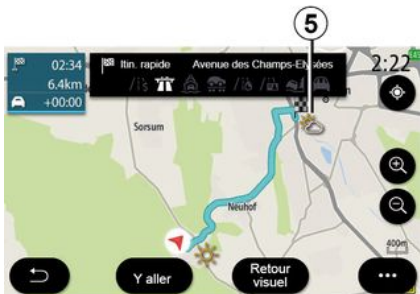 5
02:34
Itin. rapide Avenue des Champs-Elysées
2:22
6.4km
+00:00
Sorsum
Neuhof
400m
Y aller
Retour
visuel